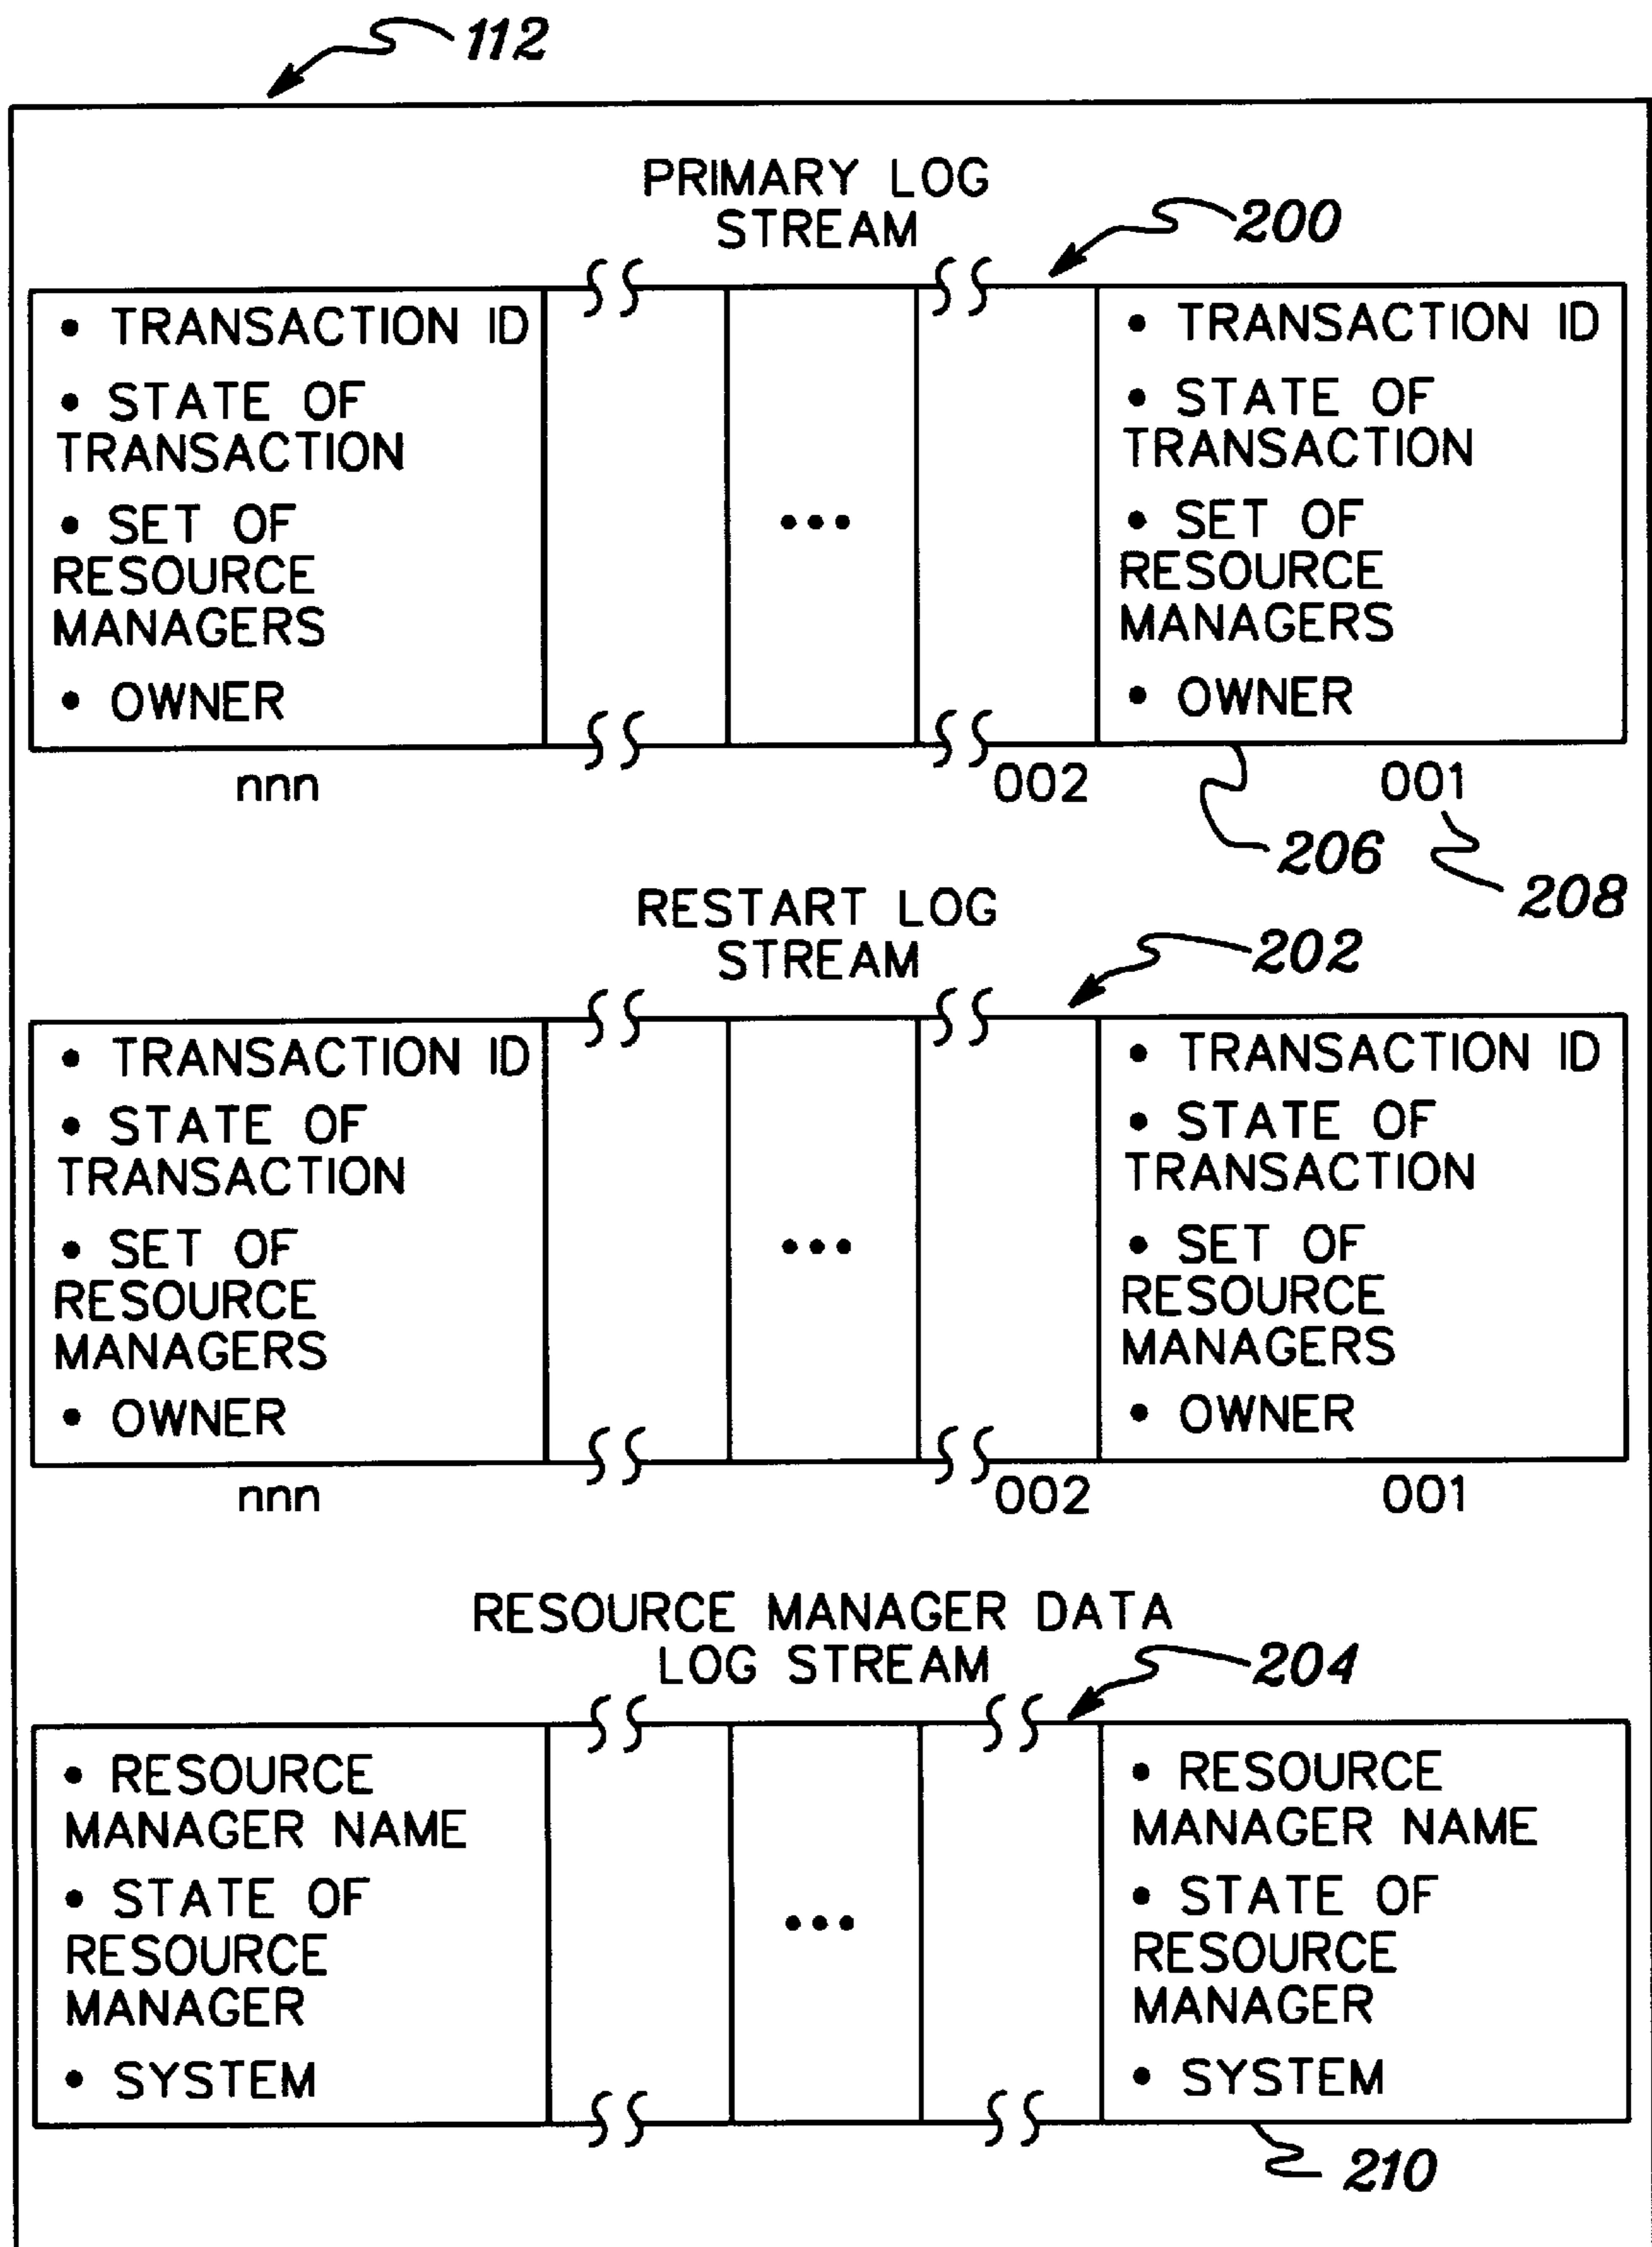 112
PRIMARY LOG
STREAM
200
• TRANSACTION ID
• STATE OF
TRANSACTION
• SET OF
RESOURCE
MANAGERS
• OWNER
•••
• TRANSACTION ID
• STATE OF
TRANSACTION
• SET OF
RESOURCE
MANAGERS
• OWNER
nnn
002
001
206
208
RESTART LOG
STREAM
202
• TRANSACTION ID
• STATE OF
TRANSACTION
• SET OF
RESOURCE
MANAGERS
• OWNER
•••
• TRANSACTION ID
• STATE OF
TRANSACTION
• SET OF
RESOURCE
MANAGERS
• OWNER
nnn
002
001
RESOURCE MANAGER DATA
LOG STREAM
204
• RESOURCE
MANAGER NAME
• STATE OF
RESOURCE
MANAGER
• SYSTEM
•••
• RESOURCE
MANAGER NAME
• STATE OF
RESOURCE
MANAGER
• SYSTEM
210